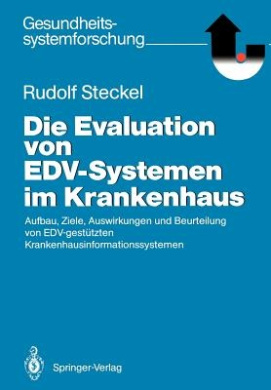 Gesundheits-
systemforschung
Rudolf Steckel
Die Evaluation
von
EDV-Systemen
im Krankenhaus
Aufbau, Ziele, Auswirkungen und Beurteilung
von EDV-gestützten
Krankenhausinformationssystemen
Springer-Verlag